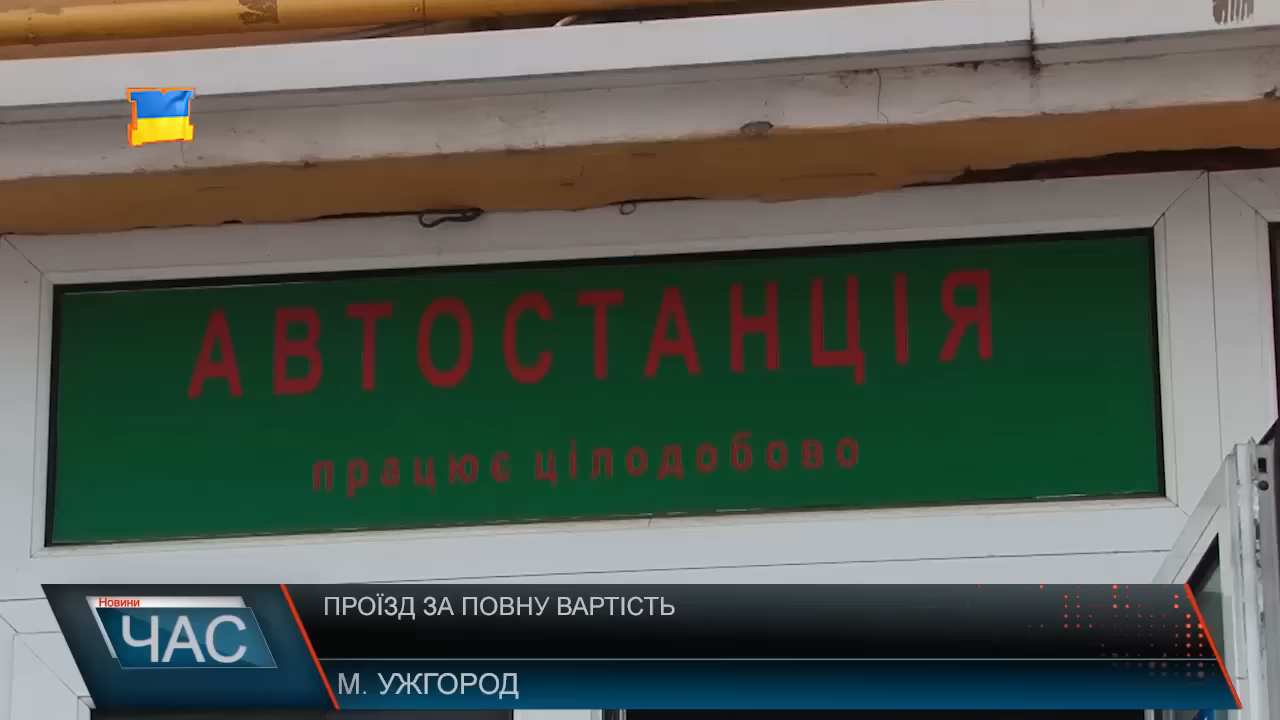 АВТОСТАНЦІЯ
працює цілодобово
Новини
ЧАС
ПРОЇЗД ЗА ПОВНУ ВАРТІСТЬ
М. УЖГОРОД